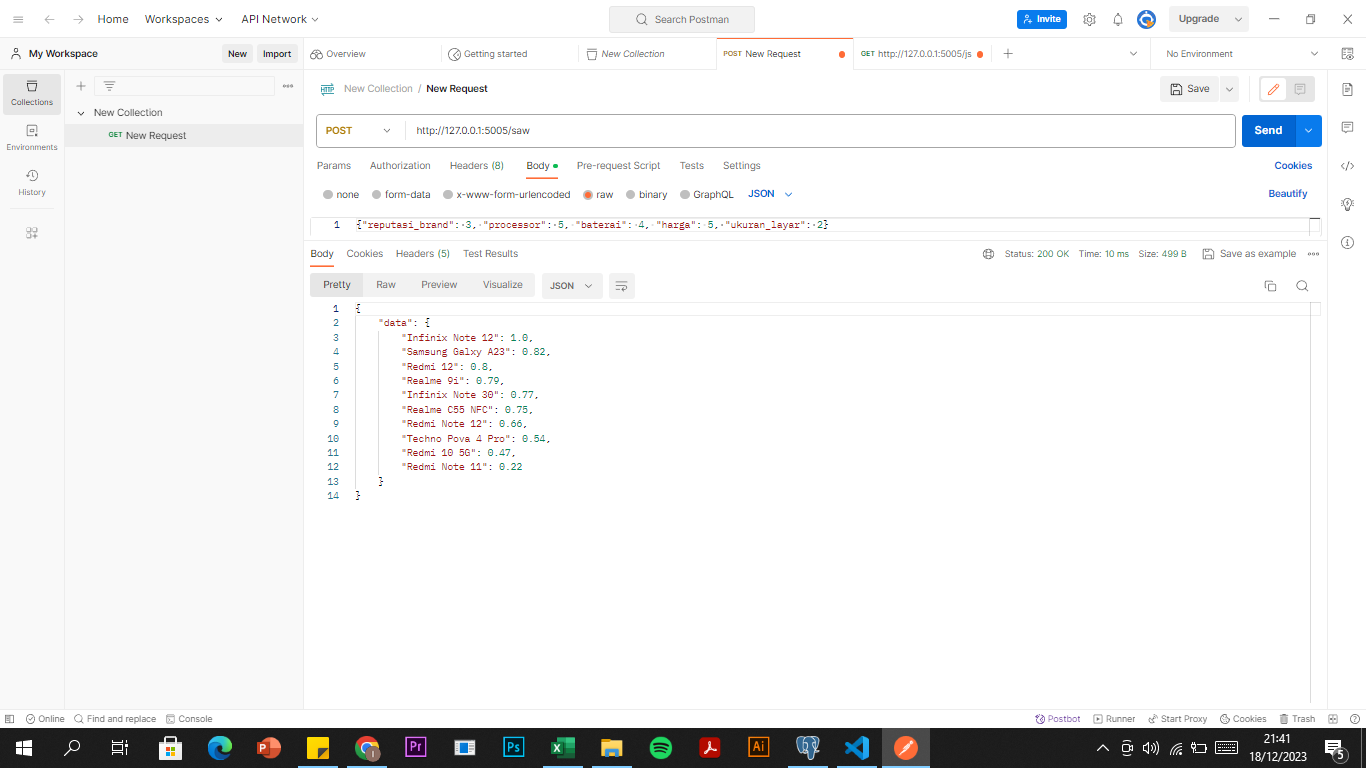 Home Workspaces API Network Search Postman Invite Upgrade
My Workspace New Import Overview Getting started New Collection POST New Request GET http://127.0.0.1:5005/js No Environment
Collections
Environments
History
New Collection
GET New Request
HTTP New Collection / New Request Save
POST http://127.0.0.1:5005/saw Send
Params Authorization Headers (8) Body Pre-request Script Tests Settings Cookies
none form-data x-www-form-urlencoded raw binary GraphQL JSON Beautify
1 {"reputasi_brand": 3, "processor": 5, "baterai": 4, "harga": 5, "ukuran_layar": 2}
Body Cookies Headers (5) Test Results Status: 200 OK Time: 10 ms Size: 499 B Save as example
Pretty Raw Preview Visualize JSON
1 {
2 "data": {
3 "Infinix Note 12": 1.0,
4 "Samsung Galxy A23": 0.82,
5 "Redmi 12": 0.8,
6 "Realme 9i": 0.79,
7 "Infinix Note 30": 0.77,
8 "Realme C55 NFC": 0.75,
9 "Redmi Note 12": 0.66,
10 "Techno Pova 4 Pro": 0.54,
11 "Redmi 10 5G": 0.47,
12 "Redmi Note 11": 0.22
13 }
14 }
Online Find and replace Console Postbot Runner Start Proxy Cookies Trash
P Pr Ps X Ai I
21:41
18/12/2023
5